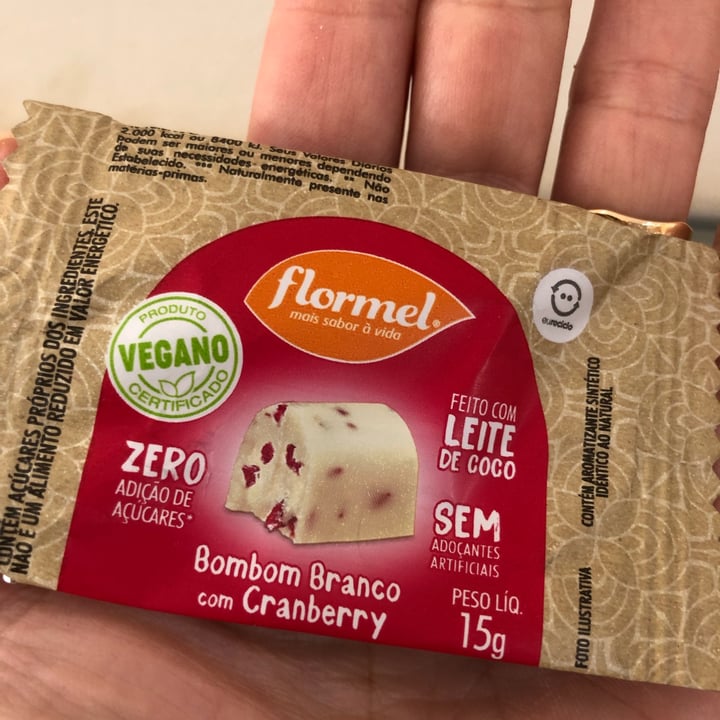 2.000 kcal ou 8400 kJ. Seus Valores Diários
podem ser maiores ou menores dependendo
de suas necessidades energéticas. ** Não
Estabelecido. *** Naturalmente presente nas
matérias-primas.
CONTÉM AÇÚCARES PRÓPRIOS DOS INGREDIENTES. ESTE
NÃO É UM ALIMENTO REDUZIDO EM VALOR ENERGÉTICO.
flormel®
mais sabor à vida
PRODUTO
VEGANO
CERTIFICADO
eureciclo
ZERO
ADIÇÃO DE
AÇÚCARES*
FEITO COM
LEITE
DE COCO
SEM
ADOÇANTES
ARTIFICIAIS
Bombom Branco
com Cranberry
PESO LÍQ.
15g
CONTÉM AROMATIZANTE SINTÉTICO
IDÊNTICO AO NATURAL
FOTO ILUSTRATIVA